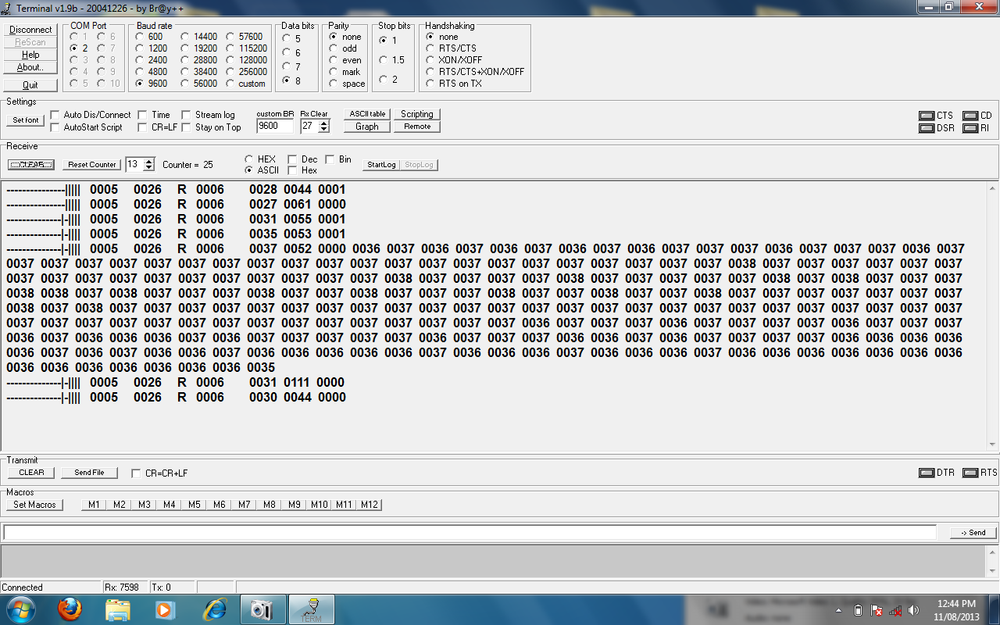 Terminal v1.9b - 20041226 - by Br@y++
Disconnect
ReScan
Help
About..
Quit
COM Port
1 6
2 7
3 8
4 9
5 10
Baud rate
600 14400 57600
1200 19200 115200
2400 28800 128000
4800 38400 256000
9600 56000 custom
Data bits
5
6
7
8
Parity
none
odd
even
mark
space
Stop bits
1
1.5
2
Handshaking
none
RTS/CTS
XON/XOFF
RTS/CTS+XON/XOFF
RTS on TX
Settings
Set font
Auto Dis/Connect Time Stream log
AutoStart Script CR=LF Stay on Top
custom BR Rx Clear
9600 27
ASCII table Scripting
Graph Remote
CTS CD
DSR RI
Receive
CLEAR Reset Counter 13 Counter = 25
HEX Dec Bin
ASCII Hex
StartLog StopLog
---------------||||| 0005 0026 R 0006 0028 0044 0001
---------------||||| 0005 0026 R 0006 0027 0061 0000
--------------|-|||| 0005 0026 R 0006 0031 0055 0001
--------------|-|||| 0005 0026 R 0006 0035 0053 0001
--------------|-|||| 0005 0026 R 0006 0037 0052 0000 0036 0037 0036 0037 0036 0037 0036 0037 0036 0037 0037 0037 0036 0037 0037 0037 0036 0037
0037 0037 0037 0037 0037 0037 0037 0037 0037 0037 0037 0037 0037 0037 0037 0037 0037 0037 0037 0037 0037 0038 0037 0037 0037 0037 0037 0037
0037 0037 0037 0037 0037 0037 0037 0037 0037 0037 0037 0038 0037 0037 0037 0037 0038 0037 0037 0037 0037 0037 0038 0037 0038 0037 0037 0037
0038 0038 0037 0038 0037 0037 0037 0038 0037 0037 0038 0037 0037 0037 0038 0037 0037 0038 0037 0037 0038 0037 0037 0037 0037 0037 0037 0037
0038 0037 0038 0037 0037 0037 0037 0037 0037 0037 0037 0037 0037 0037 0037 0037 0037 0037 0037 0037 0037 0037 0037 0037 0037 0037 0037 0037
0037 0037 0037 0037 0037 0037 0037 0037 0037 0037 0037 0037 0037 0037 0037 0036 0037 0037 0037 0036 0037 0037 0037 0037 0036 0036 0037 0037
0036 0037 0036 0036 0036 0037 0036 0037 0037 0037 0037 0037 0036 0037 0037 0037 0036 0036 0037 0036 0037 0036 0036 0037 0036 0036 0036 0036
0036 0036 0037 0036 0036 0036 0037 0036 0036 0036 0036 0036 0037 0036 0036 0036 0037 0036 0036 0036 0037 0036 0036 0036 0036 0036 0036 0036
0036 0036 0036 0036 0036 0036 0036 0035
--------------|-|||| 0005 0026 R 0006 0031 0111 0000
--------------|-|||| 0005 0026 R 0006 0030 0044 0000
Transmit
CLEAR Send File CR=CR+LF
DTR RTS
Macros
Set Macros M1 M2 M3 M4 M5 M6 M7 M8 M9 M10 M11 M12
-> Send
Connected Rx: 7598 Tx: 0
TERM
12:44 PM
11/08/2013